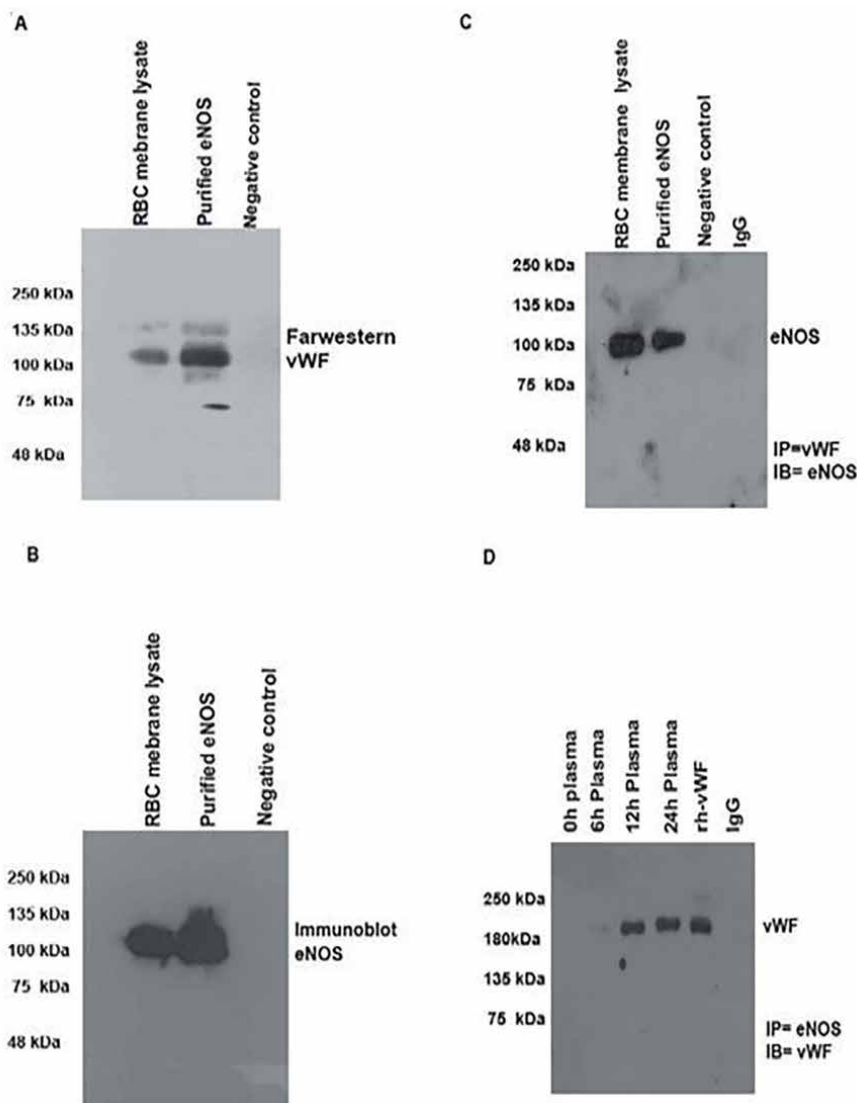 A
RBC mebrane lysate
Purified eNOS
Negative control
250 kDa
135 kDa
100 kDa
75 kDa
48 kDa
Farwestern
vWF
B
RBC mebrane lysate
Purified eNOS
Negative control
250 kDa
135 kDa
100 kDa
75 kDa
48 kDa
Immunoblot
eNOS
C
RBC membrane lysate
Purified eNOS
Negative control
IgG
250 kDa
135 kDa
100 kDa
75 kDa
48 kDa
eNOS
IP=vWF
IB= eNOS
D
0h plasma
6h Plasma
12h Plasma
24h Plasma
rh-vWF
IgG
250 kDa
180kDa
135 kDa
75 kDa
vWF
IP= eNOS
IB= vWF